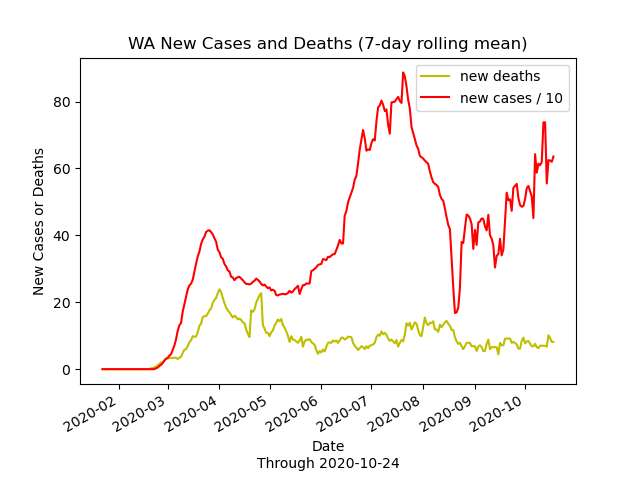 WA New Cases and Deaths (7-day rolling mean)
new deaths
new cases / 10
New Cases or Deaths
80
60
40
20
0
2020-02
2020-03
2020-04
2020-05
2020-06
2020-07
2020-08
2020-09
2020-10
Date
Through 2020-10-24